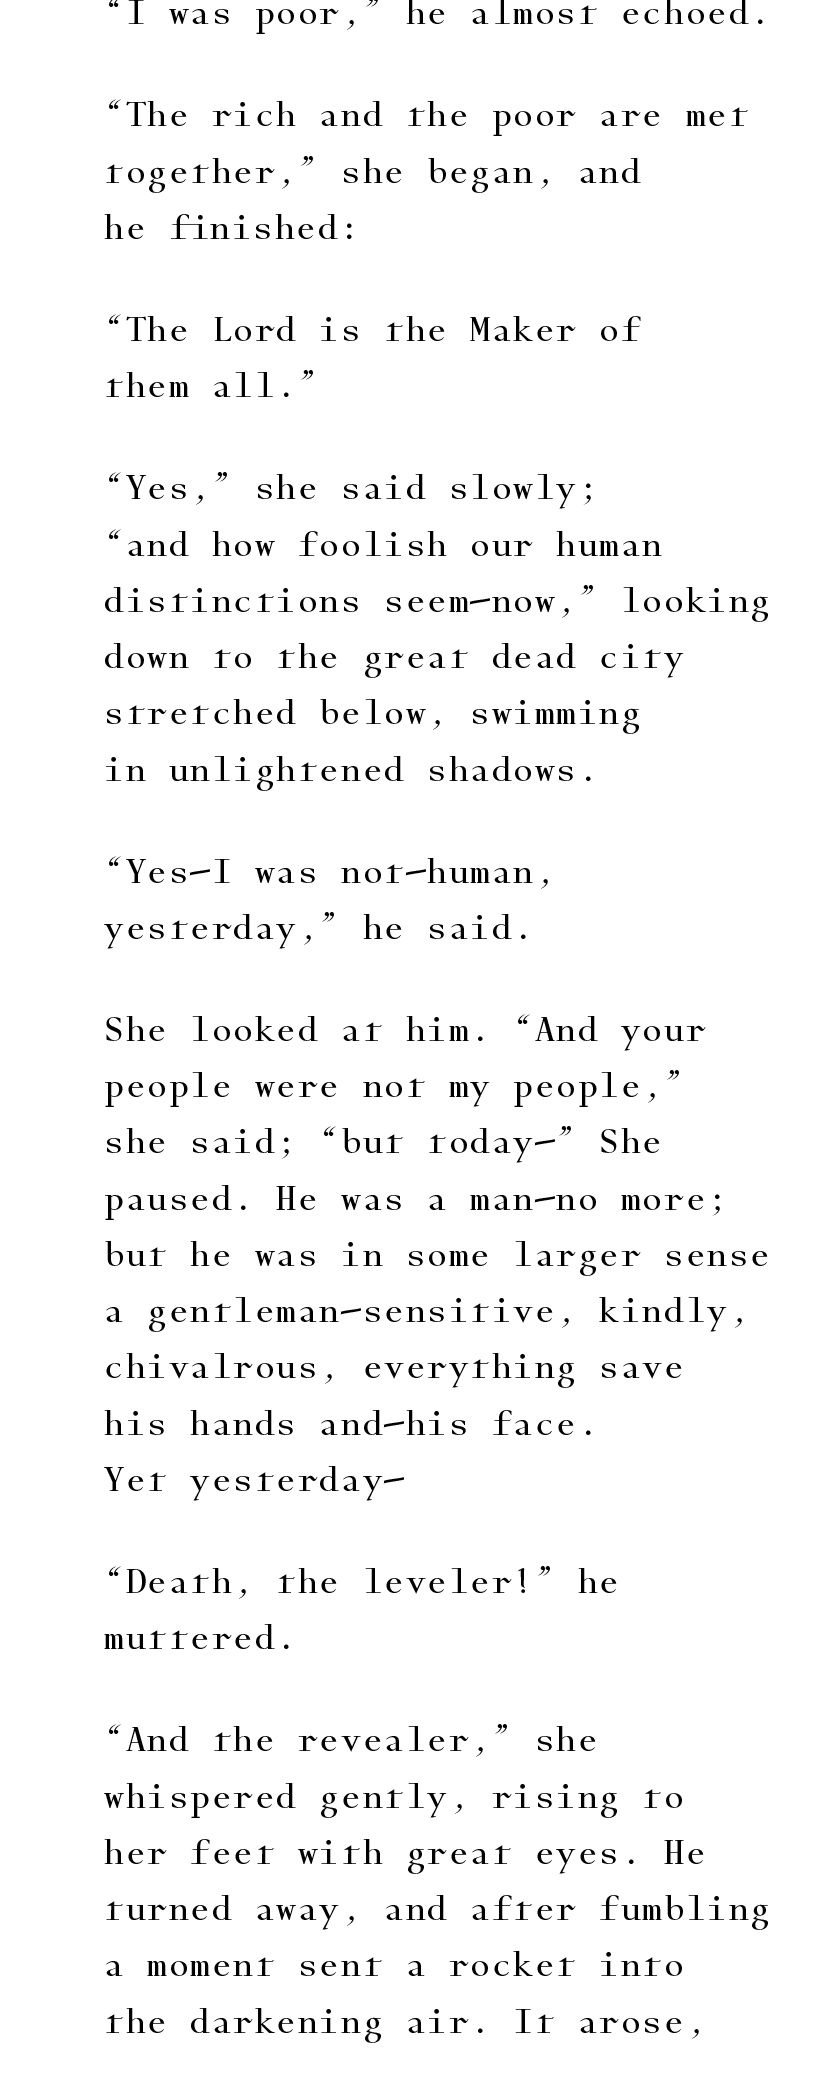 “I was poor,” he almost echoed.
“The rich and the poor are met
together,” she began, and
he finished:
“The Lord is the Maker of
them all.”
“Yes,” she said slowly;
“and how foolish our human
distinctions seem—now,” looking
down to the great dead city
stretched below, swimming
in unlightened shadows.
“Yes—I was not—human,
yesterday,” he said.
She looked at him. “And your
people were not my people,”
she said; “but today—” She
paused. He was a man—no more;
but he was in some larger sense
a gentleman—sensitive, kindly,
chivalrous, everything save
his hands and—his face.
Yet yesterday—
“Death, the leveler!” he
muttered.
“And the revealer,” she
whispered gently, rising to
her feet with great eyes. He
turned away, and after fumbling
a moment sent a rocket into
the darkening air. It arose,